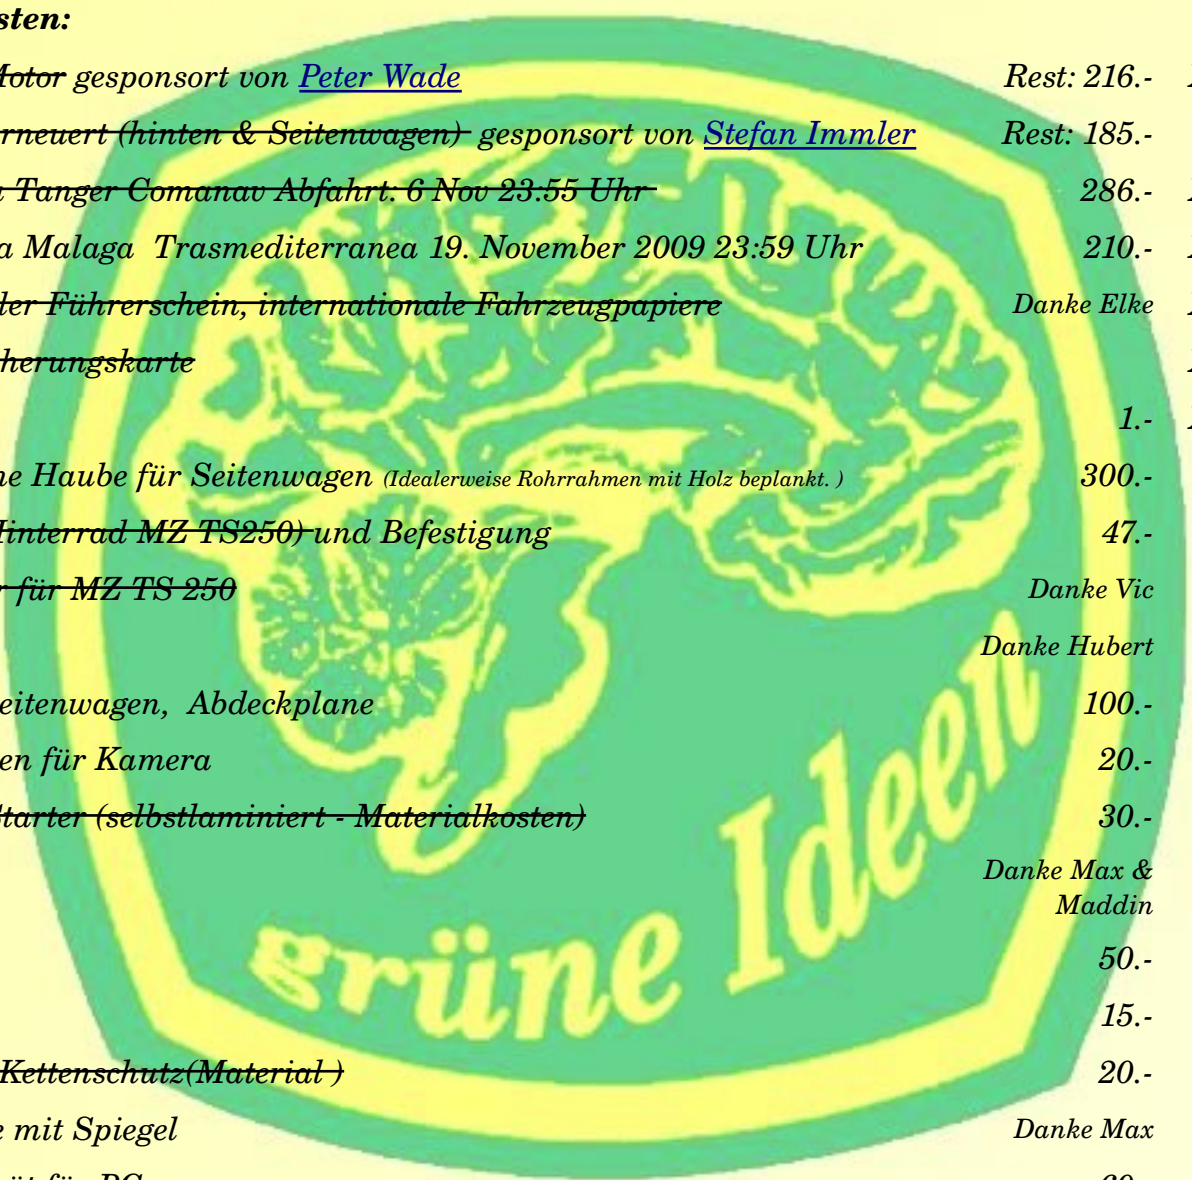 sten:
Motor gesponsort von Peter Wade Rest: 216.-
rneuert (hinten & Seitenwagen) gesponsort von Stefan Immler Rest: 185.-
a Tanger Comanav Abfahrt: 6 Nov 23:55 Uhr 286.-
a Malaga Trasmediterranea 19. November 2009 23:59 Uhr 210.-
ler Führerschein, internationale Fahrzeugpapiere Danke Elke
cherungskarte
1.-
ne Haube für Seitenwagen (Idealerweise Rohrrahmen mit Holz beplankt. ) 300.-
Hinterrad MZ TS250) und Befestigung 47.-
r für MZ TS 250 Danke Vic
Danke Hubert
eitenwagen, Abdeckplane 100.-
en für Kamera 20.-
Starter (selbstlaminiert - Materialkosten) 30.-
Danke Max &
Maddin
50.-
15.-
Kettenschutz(Material ) 20.-
e mit Spiegel Danke Max
für PC
grüne Ideen